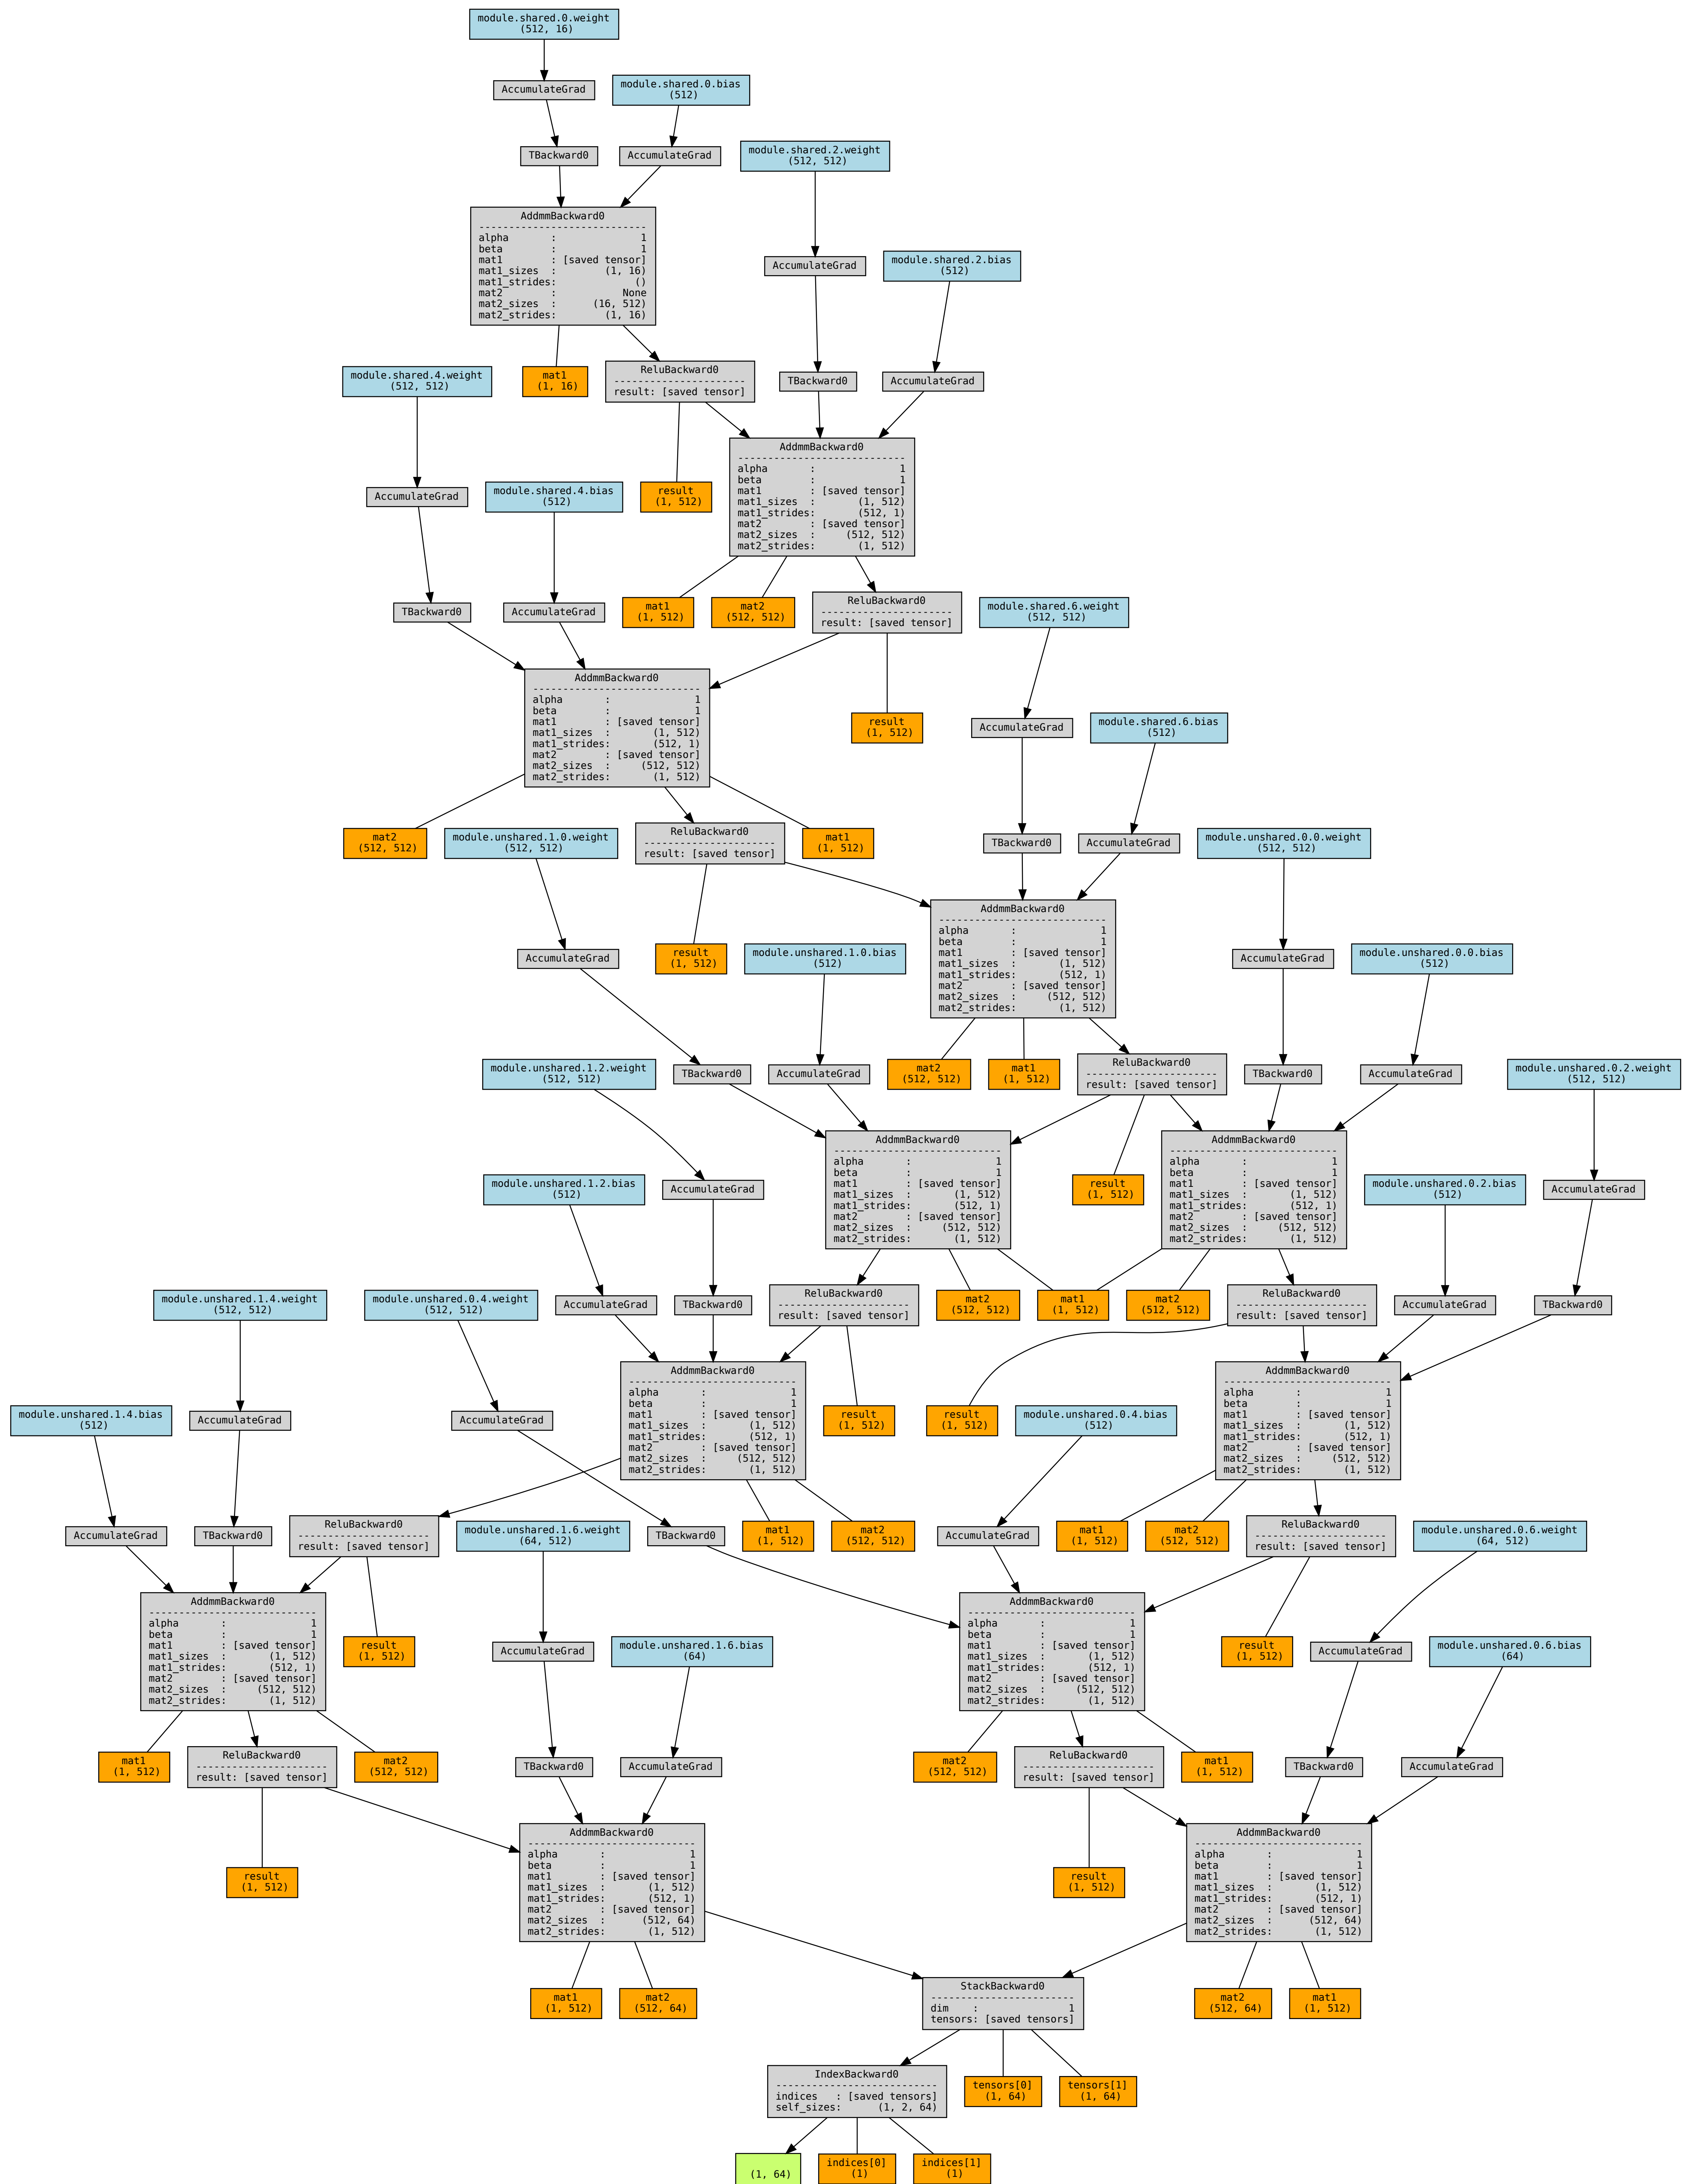 module.shared.0.weight
(512, 16)
AccumulateGrad
module.shared.0.bias
(512)
TBackward0
AccumulateGrad
module.shared.2.weight
(512, 512)
AddmmBackward0
----------------------------
alpha       :              1
beta        :              1
mat1        : [saved tensor]
mat1_sizes  :        (1, 16)
mat1_strides:             ()
mat2        :           None
mat2_sizes  :      (16, 512)
mat2_strides:        (1, 16)
AccumulateGrad
module.shared.2.bias
(512)
module.shared.4.weight
(512, 512)
mat1
(1, 16)
ReluBackward0
----------------------
result: [saved tensor]
TBackward0
AccumulateGrad
AccumulateGrad
module.shared.4.bias
(512)
result
(1, 512)
AddmmBackward0
----------------------------
alpha       :              1
beta        :              1
mat1        : [saved tensor]
mat1_sizes  :       (1, 512)
mat1_strides:       (512, 1)
mat2        : [saved tensor]
mat2_sizes  :     (512, 512)
mat2_strides:       (1, 512)
TBackward0
AccumulateGrad
mat1
(1, 512)
mat2
(512, 512)
ReluBackward0
----------------------
result: [saved tensor]
module.shared.6.weight
(512, 512)
AddmmBackward0
----------------------------
alpha       :              1
beta        :              1
mat1        : [saved tensor]
mat1_sizes  :       (1, 512)
mat1_strides:       (512, 1)
mat2        : [saved tensor]
mat2_sizes  :     (512, 512)
mat2_strides:       (1, 512)
result
(1, 512)
AccumulateGrad
module.shared.6.bias
(512)
mat2
(512, 512)
module.unshared.1.0.weight
(512, 512)
ReluBackward0
----------------------
result: [saved tensor]
mat1
(1, 512)
TBackward0
AccumulateGrad
module.unshared.0.0.weight
(512, 512)
AccumulateGrad
result
(1, 512)
module.unshared.1.0.bias
(512)
AddmmBackward0
----------------------------
alpha       :              1
beta        :              1
mat1        : [saved tensor]
mat1_sizes  :       (1, 512)
mat1_strides:       (512, 1)
mat2        : [saved tensor]
mat2_sizes  :     (512, 512)
mat2_strides:       (1, 512)
AccumulateGrad
module.unshared.0.0.bias
(512)
module.unshared.1.2.weight
(512, 512)
TBackward0
AccumulateGrad
mat2
(512, 512)
mat1
(1, 512)
ReluBackward0
----------------------
result: [saved tensor]
TBackward0
AccumulateGrad
module.unshared.0.2.weight
(512, 512)
module.unshared.1.2.bias
(512)
AccumulateGrad
AddmmBackward0
----------------------------
alpha       :              1
beta        :              1
mat1        : [saved tensor]
mat1_sizes  :       (1, 512)
mat1_strides:       (512, 1)
mat2        : [saved tensor]
mat2_sizes  :     (512, 512)
mat2_strides:       (1, 512)
result
(1, 512)
AddmmBackward0
----------------------------
alpha       :              1
beta        :              1
mat1        : [saved tensor]
mat1_sizes  :       (1, 512)
mat1_strides:       (512, 1)
mat2        : [saved tensor]
mat2_sizes  :     (512, 512)
mat2_strides:       (1, 512)
module.unshared.0.2.bias
(512)
AccumulateGrad
module.unshared.1.4.weight
(512, 512)
module.unshared.0.4.weight
(512, 512)
AccumulateGrad
TBackward0
ReluBackward0
----------------------
result: [saved tensor]
mat2
(512, 512)
mat1
(1, 512)
mat2
(512, 512)
ReluBackward0
----------------------
result: [saved tensor]
AccumulateGrad
TBackward0
module.unshared.1.4.bias
(512)
AccumulateGrad
AccumulateGrad
AddmmBackward0
----------------------------
alpha       :              1
beta        :              1
mat1        : [saved tensor]
mat1_sizes  :       (1, 512)
mat1_strides:       (512, 1)
mat2        : [saved tensor]
mat2_sizes  :     (512, 512)
mat2_strides:       (1, 512)
result
(1, 512)
result
(1, 512)
module.unshared.0.4.bias
(512)
AddmmBackward0
----------------------------
alpha       :              1
beta        :              1
mat1        : [saved tensor]
mat1_sizes  :       (1, 512)
mat1_strides:       (512, 1)
mat2        : [saved tensor]
mat2_sizes  :     (512, 512)
mat2_strides:       (1, 512)
AccumulateGrad
TBackward0
ReluBackward0
----------------------
result: [saved tensor]
module.unshared.1.6.weight
(64, 512)
TBackward0
mat1
(1, 512)
mat2
(512, 512)
AccumulateGrad
mat1
(1, 512)
mat2
(512, 512)
ReluBackward0
----------------------
result: [saved tensor]
module.unshared.0.6.weight
(64, 512)
AddmmBackward0
----------------------------
alpha       :              1
beta        :              1
mat1        : [saved tensor]
mat1_sizes  :       (1, 512)
mat1_strides:       (512, 1)
mat2        : [saved tensor]
mat2_sizes  :     (512, 512)
mat2_strides:       (1, 512)
result
(1, 512)
AccumulateGrad
module.unshared.1.6.bias
(64)
AddmmBackward0
----------------------------
alpha       :              1
beta        :              1
mat1        : [saved tensor]
mat1_sizes  :       (1, 512)
mat1_strides:       (512, 1)
mat2        : [saved tensor]
mat2_sizes  :     (512, 512)
mat2_strides:       (1, 512)
result
(1, 512)
AccumulateGrad
module.unshared.0.6.bias
(64)
mat1
(1, 512)
ReluBackward0
----------------------
result: [saved tensor]
mat2
(512, 512)
TBackward0
AccumulateGrad
mat2
(512, 512)
ReluBackward0
----------------------
result: [saved tensor]
mat1
(1, 512)
TBackward0
AccumulateGrad
result
(1, 512)
AddmmBackward0
----------------------------
alpha       :              1
beta        :              1
mat1        : [saved tensor]
mat1_sizes  :       (1, 512)
mat1_strides:       (512, 1)
mat2        : [saved tensor]
mat2_sizes  :      (512, 64)
mat2_strides:       (1, 512)
result
(1, 512)
AddmmBackward0
----------------------------
alpha       :              1
beta        :              1
mat1        : [saved tensor]
mat1_sizes  :       (1, 512)
mat1_strides:       (512, 1)
mat2        : [saved tensor]
mat2_sizes  :      (512, 64)
mat2_strides:       (1, 512)
mat1
(1, 512)
mat2
(512, 64)
StackBackward0
------------------------
dim    :               1
tensors: [saved tensors]
mat2
(512, 64)
mat1
(1, 512)
IndexBackward0
---------------------------
indices   : [saved tensors]
self_sizes:      (1, 2, 64)
tensors[0]
(1, 64)
tensors[1]
(1, 64)
(1, 64)
indices[0]
(1)
indices[1]
(1)